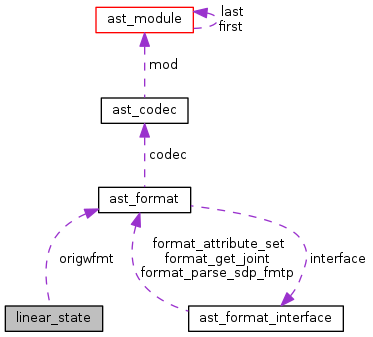 ast_module
last
first
mod
ast_codec
codec
ast_format
format_attribute_set
origwfmt
format_get_joint
interface
format_parse_sdp_fmtp
linear_state
ast_format_interface